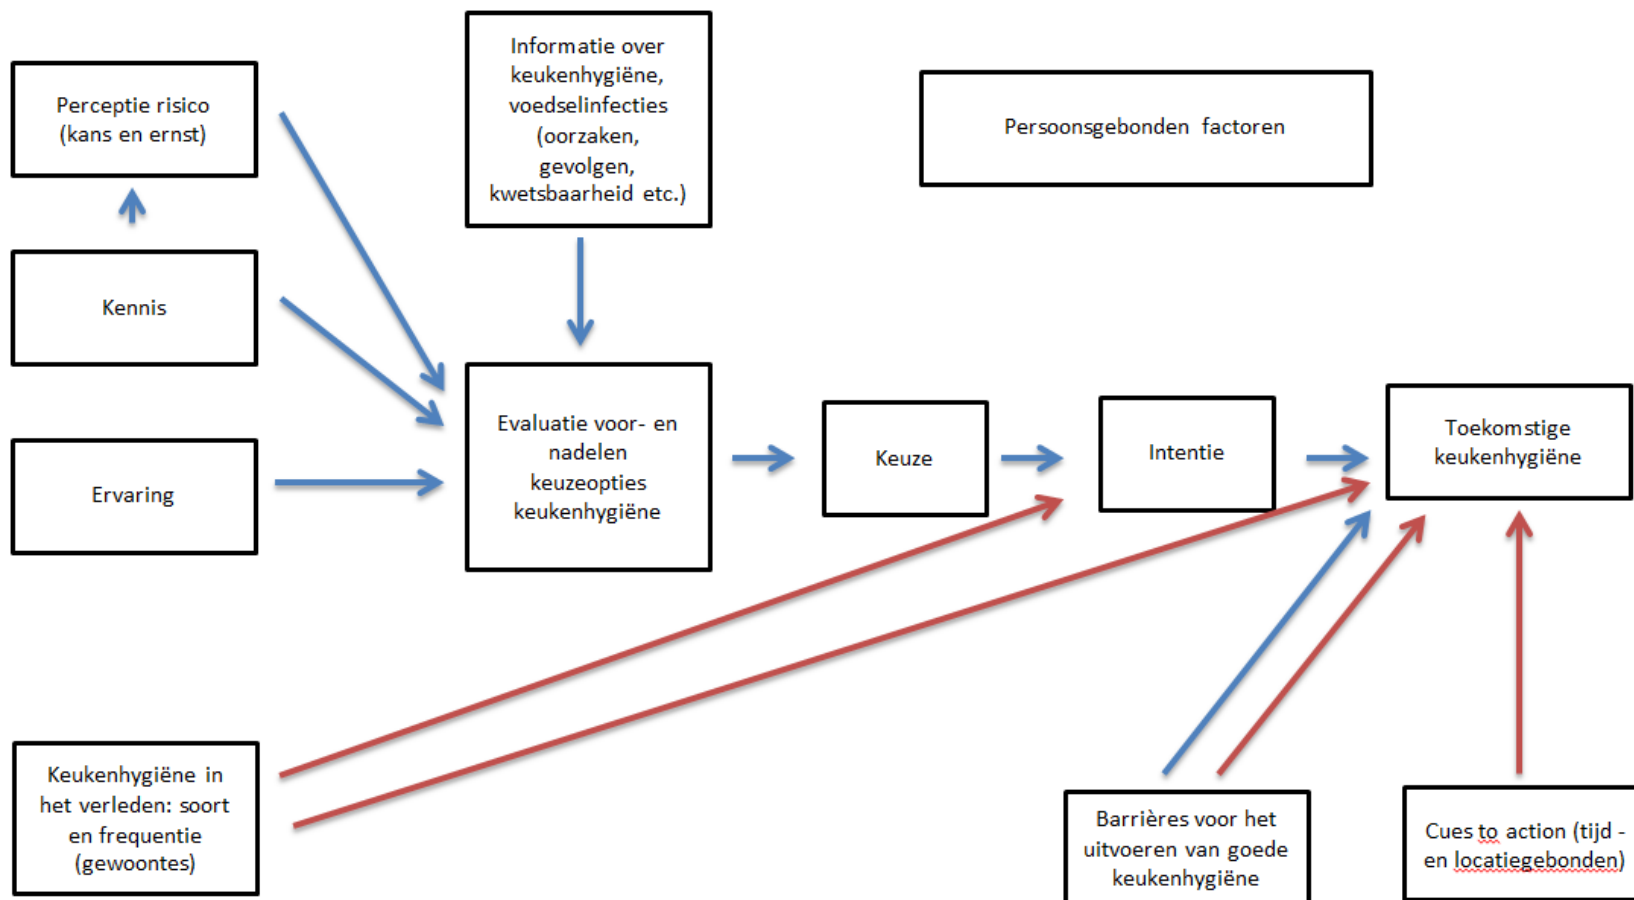 Informatie over
keukenhygiëne,
voedselinfecties
(oorzaken,
gevolgen,
kwetsbaarheid etc.)
Perceptie risico
(kans en ernst)
Persoonsgebonden factoren
Kennis
Ervaring
Evaluatie voor- en
nadelen
keuzeopties
keukenhygiëne
Keuze
Intentie
Toekomstige
keukenhygiëne
Keukenhygiëne in
het verleden: soort
en frequentie
(gewoontes)
Barrières voor het
uitvoeren van goede
keukenhygiëne
Cues to action (tijd -
en locatiegebonden)